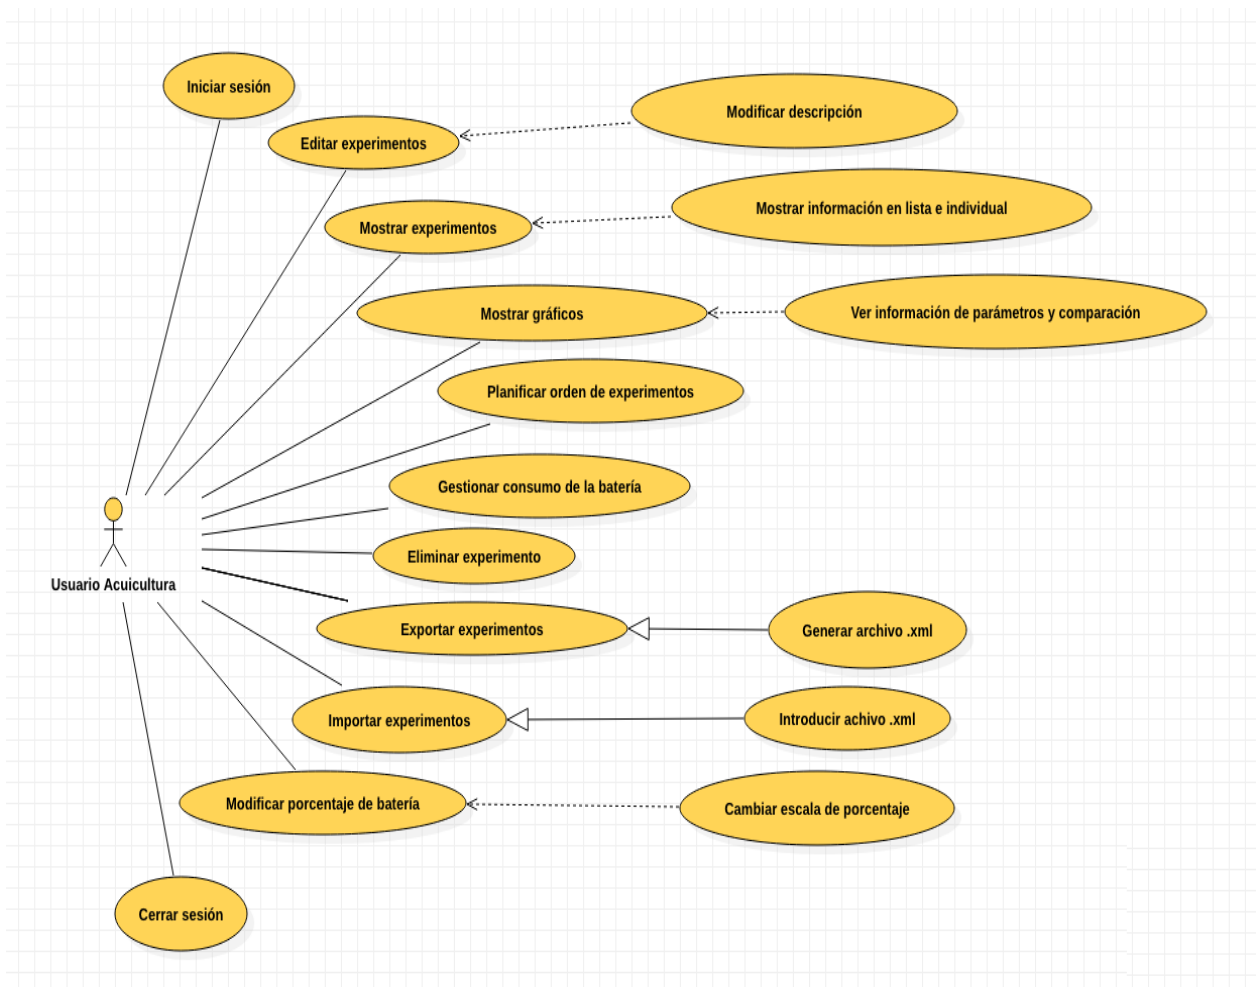 Iniciar sesión
Modificar descripción
Editar experimentos
Mostrar información en lista e individual
Mostrar experimentos
Ver información de parámetros y comparación
Mostrar gráficos
Planificar orden de experimentos
Gestionar consumo de la batería
Eliminar experimento
Usuario Acuicultura
Exportar experimentos
Generar archivo .xml
Importar experimentos
Introducir achivo .xml
Modificar porcentaje de batería
Cambiar escala de porcentaje
Cerrar sesión